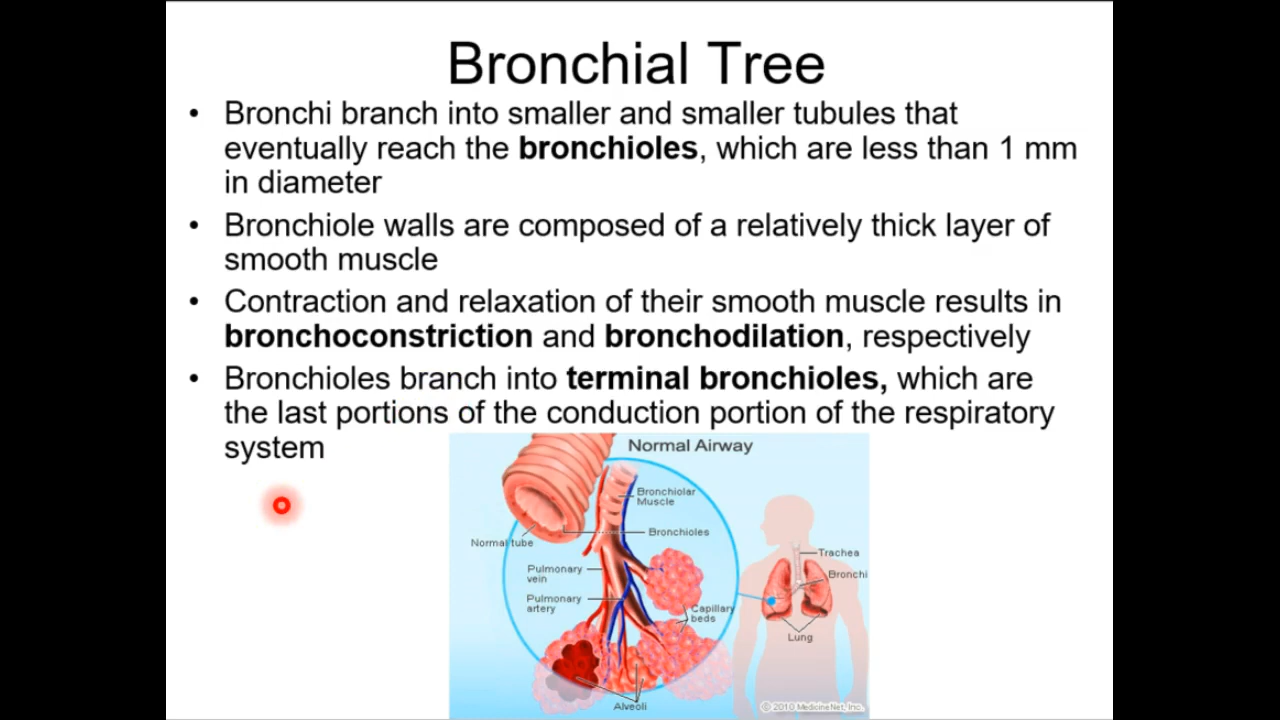 Bronchial Tree
• Bronchi branch into smaller and smaller tubules that
eventually reach the bronchioles, which are less than 1 mm
in diameter
• Bronchiole walls are composed of a relatively thick layer of
smooth muscle
• Contraction and relaxation of their smooth muscle results in
bronchoconstriction and bronchodilation, respectively
• Bronchioles branch into terminal bronchioles, which are
the last portions of the conduction portion of the respiratory
system
Normal Airway
Bronchiolar
Muscle
Bronchioles
Normal tube
Pulmonary
vein
Pulmonary
artery
Capillary
beds
Alveoli
Trachea
Bronchi
Lung
© 2010 MedicineNet, Inc.